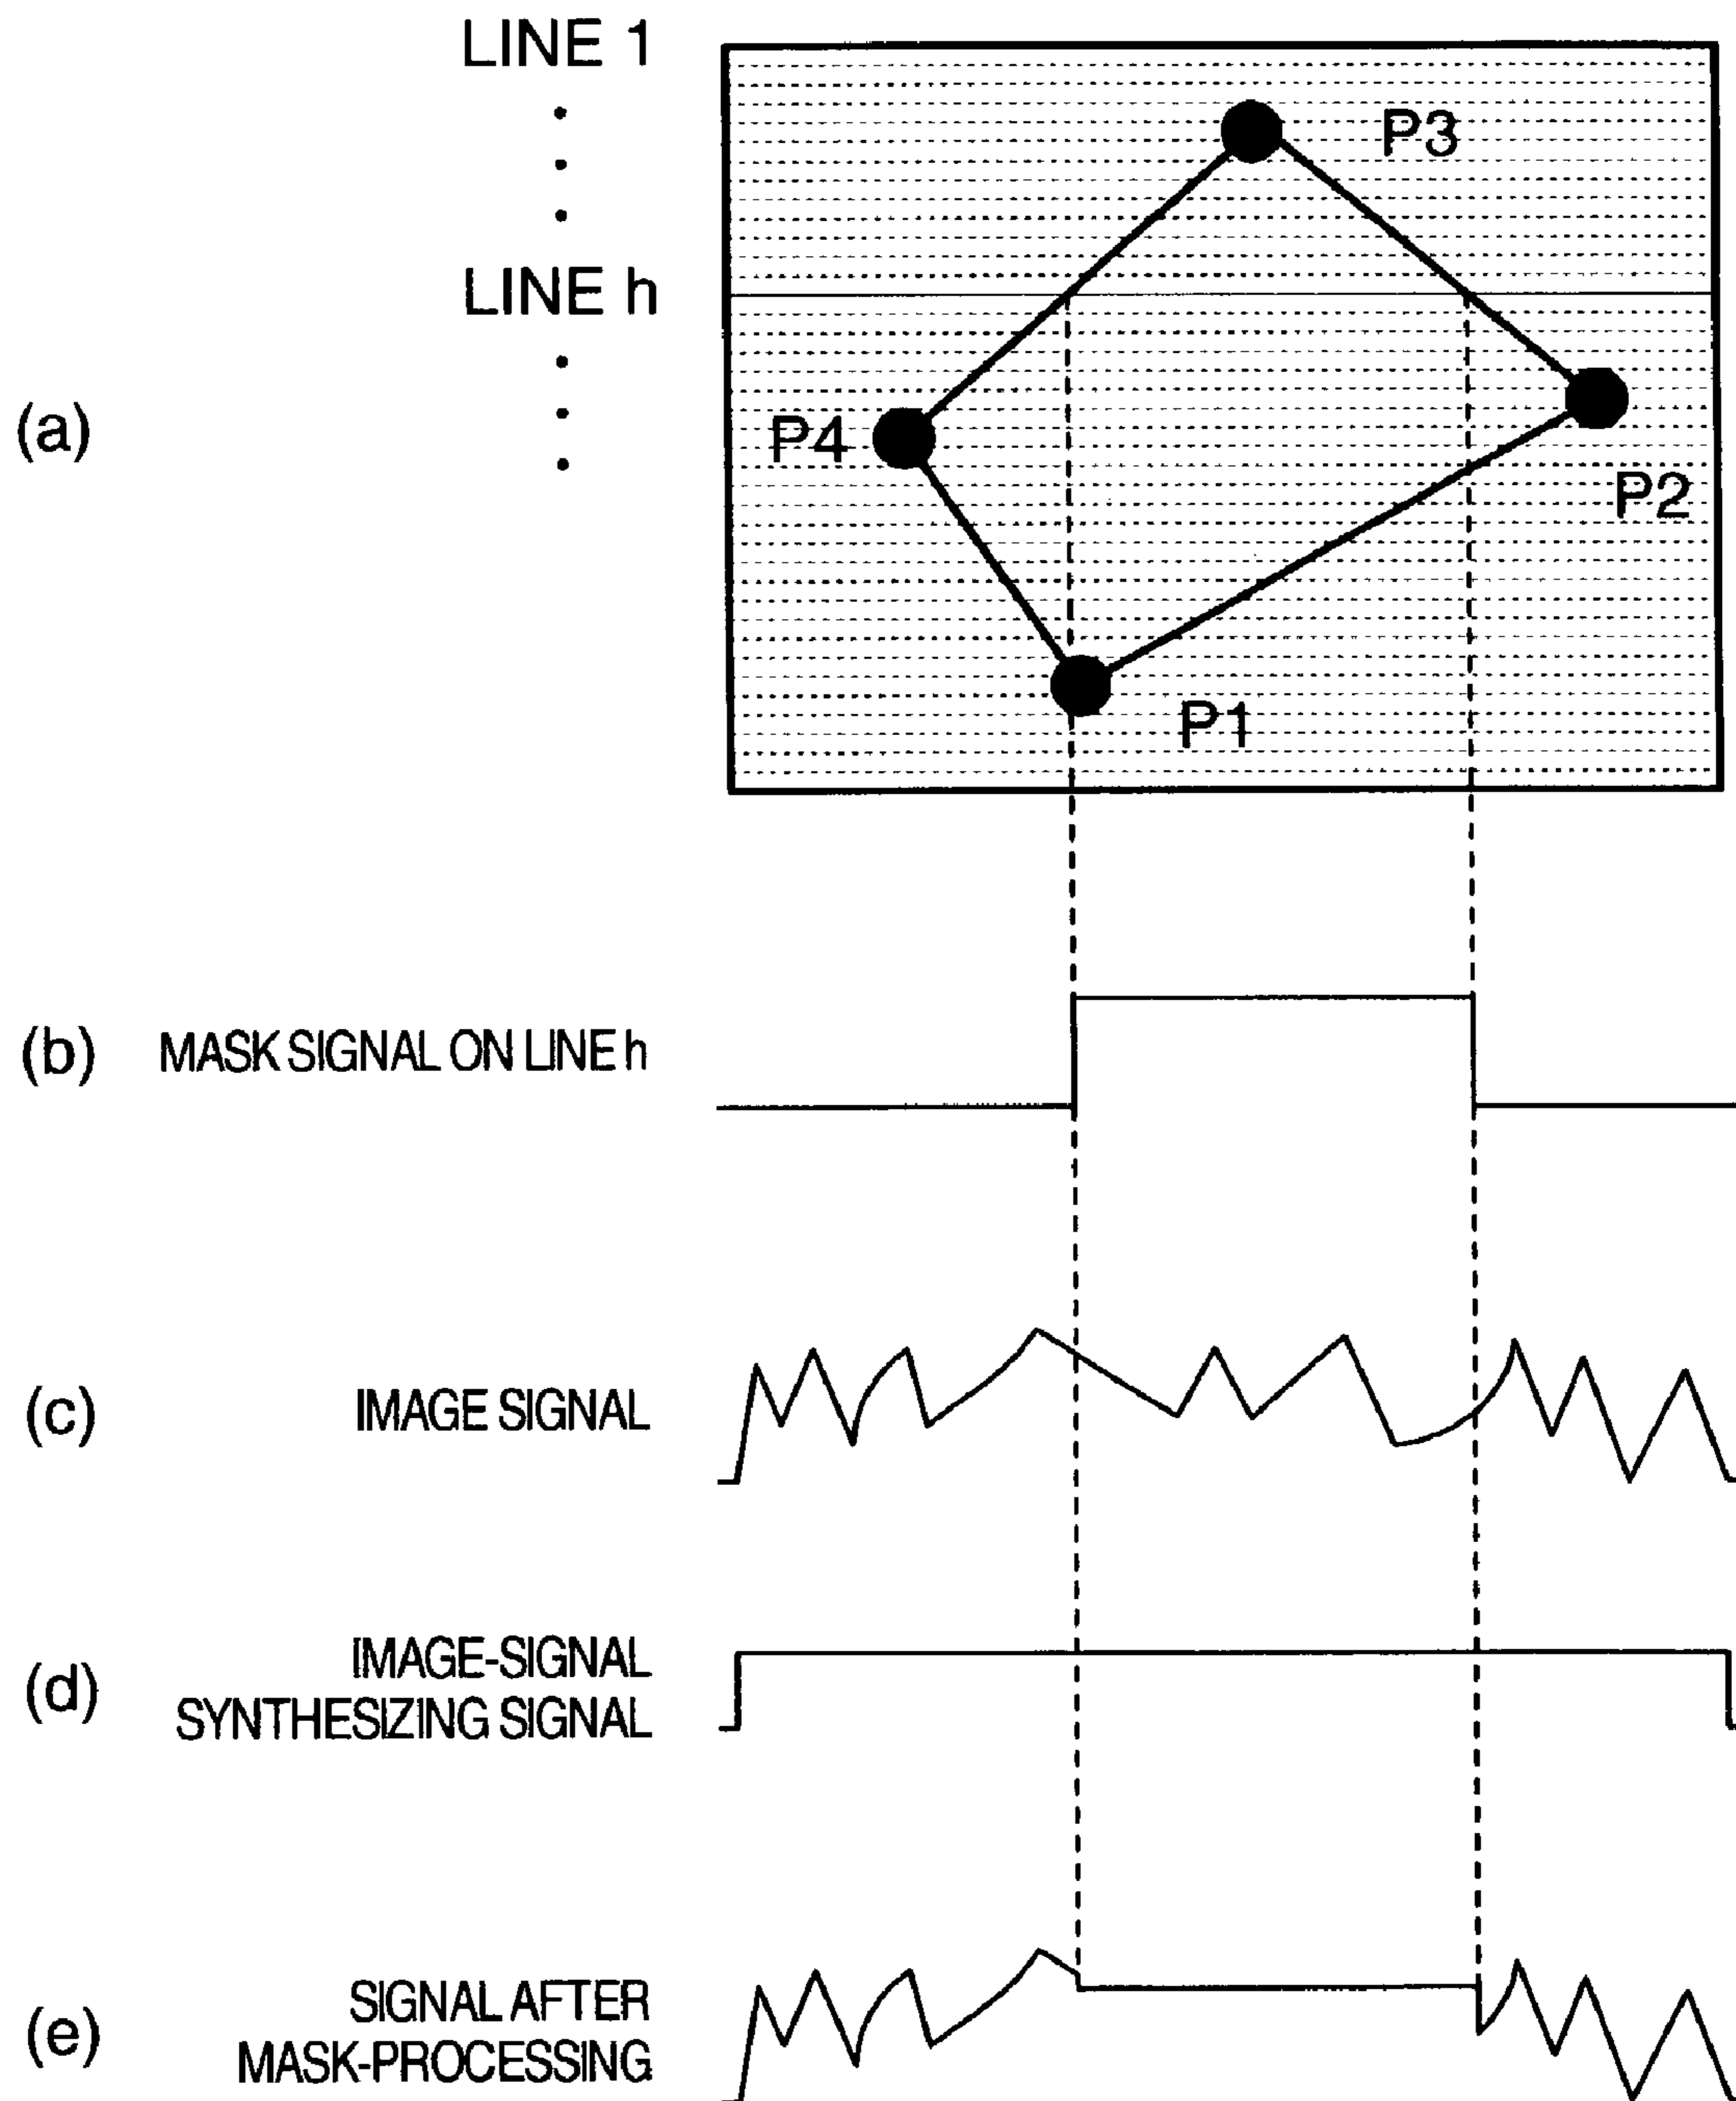 LINE 1
P3
LINE h
(a)
P4
P2
P1
(b) MASK SIGNAL ON LINE h
(c) IMAGE SIGNAL
(d) IMAGE-SIGNAL
SYNTHESIZING SIGNAL
(e) SIGNAL AFTER
MASK-PROCESSING